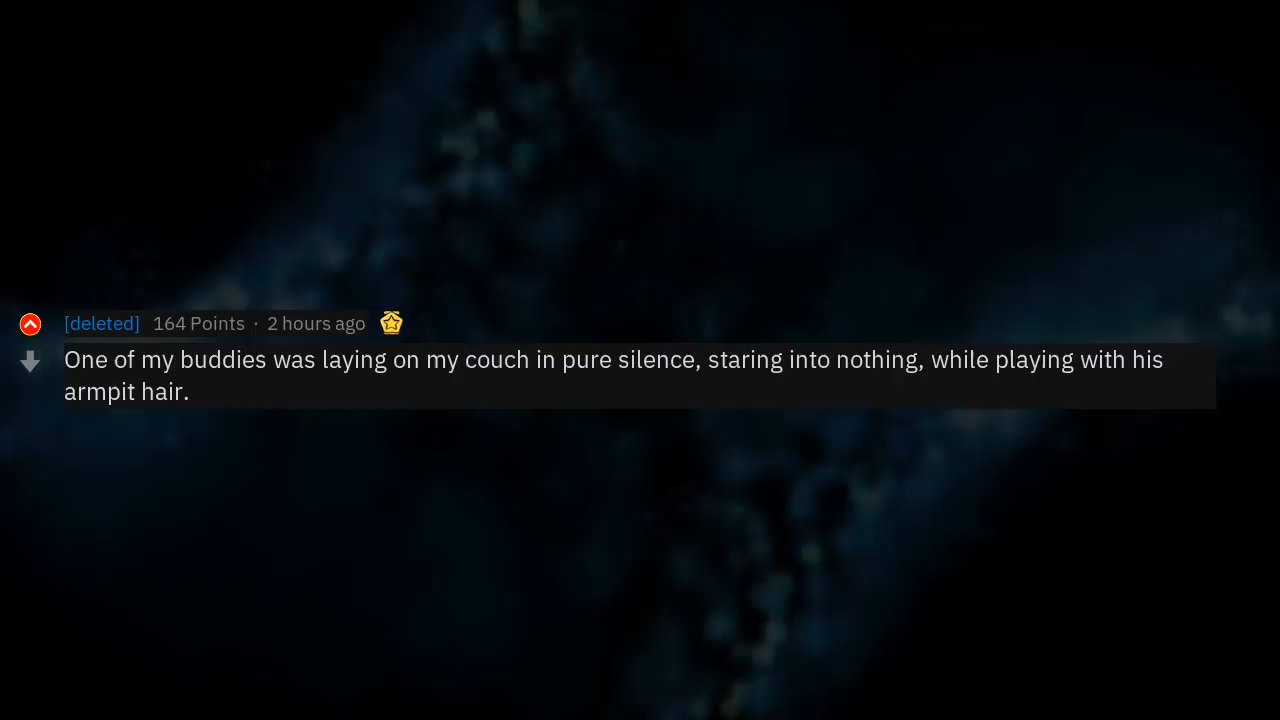 [deleted] 164 Points · 2 hours ago
One of my buddies was laying on my couch in pure silence, staring into nothing, while playing with his
armpit hair.